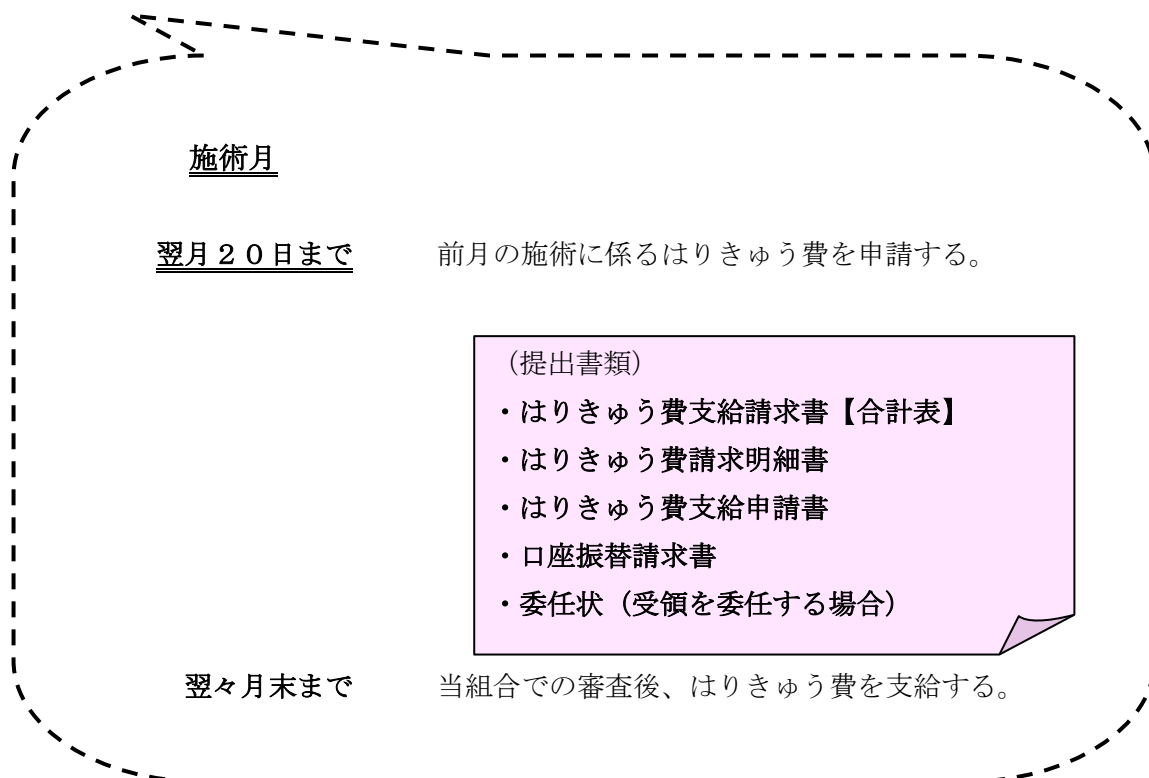 施術月
翌月20日まで 前月の施術に係るはりきゅう費を申請する。
（提出書類）
・はりきゅう費支給請求書【合計表】
・はりきゅう費請求明細書
・はりきゅう費支給申請書
・口座振替請求書
・委任状（受領を委任する場合）
翌々月末まで 当組合での審査後、はりきゅう費を支給する。